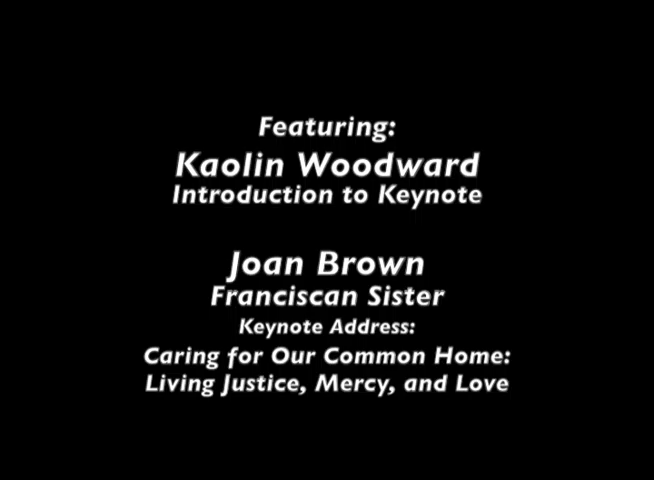 Featuring:
Kaolin Woodward
Introduction to Keynote
Joan Brown
Franciscan Sister
Keynote Address:
Caring for Our Common Home:
Living Justice, Mercy, and Love